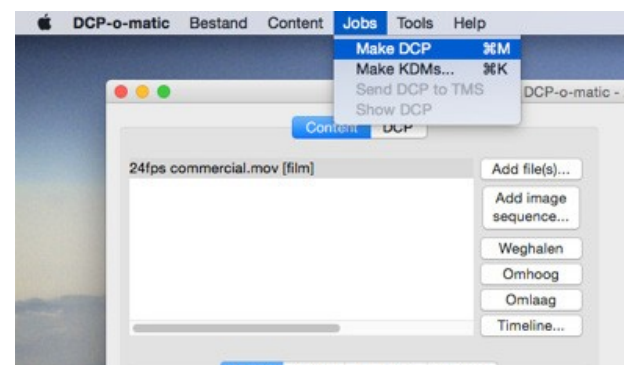 DCP-o-matic Bestand Content Jobs Tools Help
Make DCP ⌘M
Make KDMs... ⌘K
Send DCP to TMS
Show DCP
DCP-o-matic -
Content DCP
24fps commercial.mov [film]
Add file(s)...
Add image
sequence...
Weghalen
Omhoog
Omlaag
Timeline...